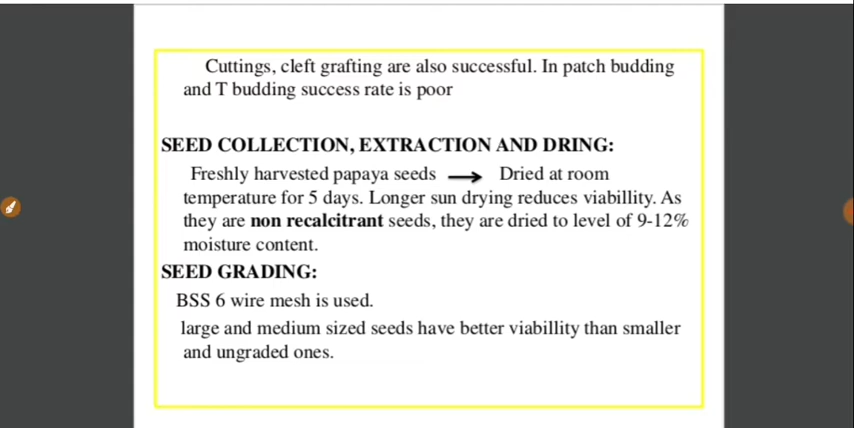 Cuttings, cleft grafting are also successful. In patch budding
and T budding success rate is poor
SEED COLLECTION, EXTRACTION AND DRING:
Freshly harvested papaya seeds → Dried at room
temperature for 5 days. Longer sun drying reduces viabillity. As
they are non recalcitrant seeds, they are dried to level of 9-12%
moisture content.
SEED GRADING:
BSS 6 wire mesh is used.
large and medium sized seeds have better viabillity than smaller
and ungraded ones.